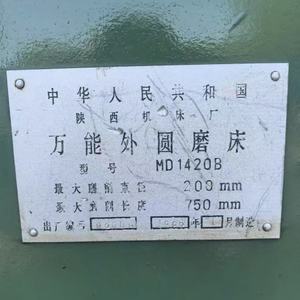 中华人民共和国
陕西机床厂
万能外圆磨床
型号 MD1420B
最大磨削直径 200 mm
最大磨削长度 750 mm
出厂编号 年 月制造